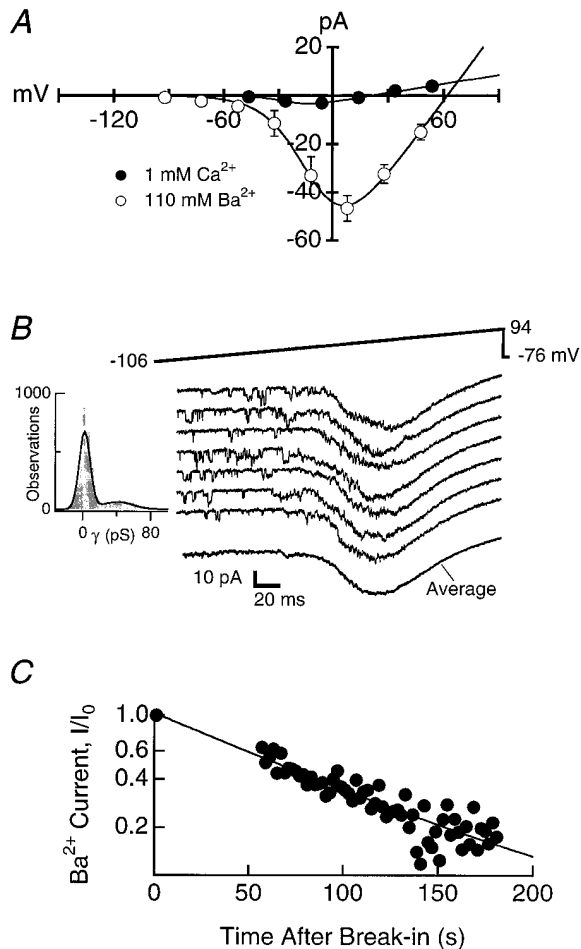 A
pA
20
mV
-120
-60
60
-20
-40
-60
1 mM Ca²⁺
110 mM Ba²⁺
B
-106
94
-76 mV
1000
Observations
0
0
γ (pS)
80
10 pA
20 ms
Average
C
Ba²⁺ Current, I/I₀
1.0
0.6
0.4
0.2
0
50
100
150
200
Time After Break-in (s)